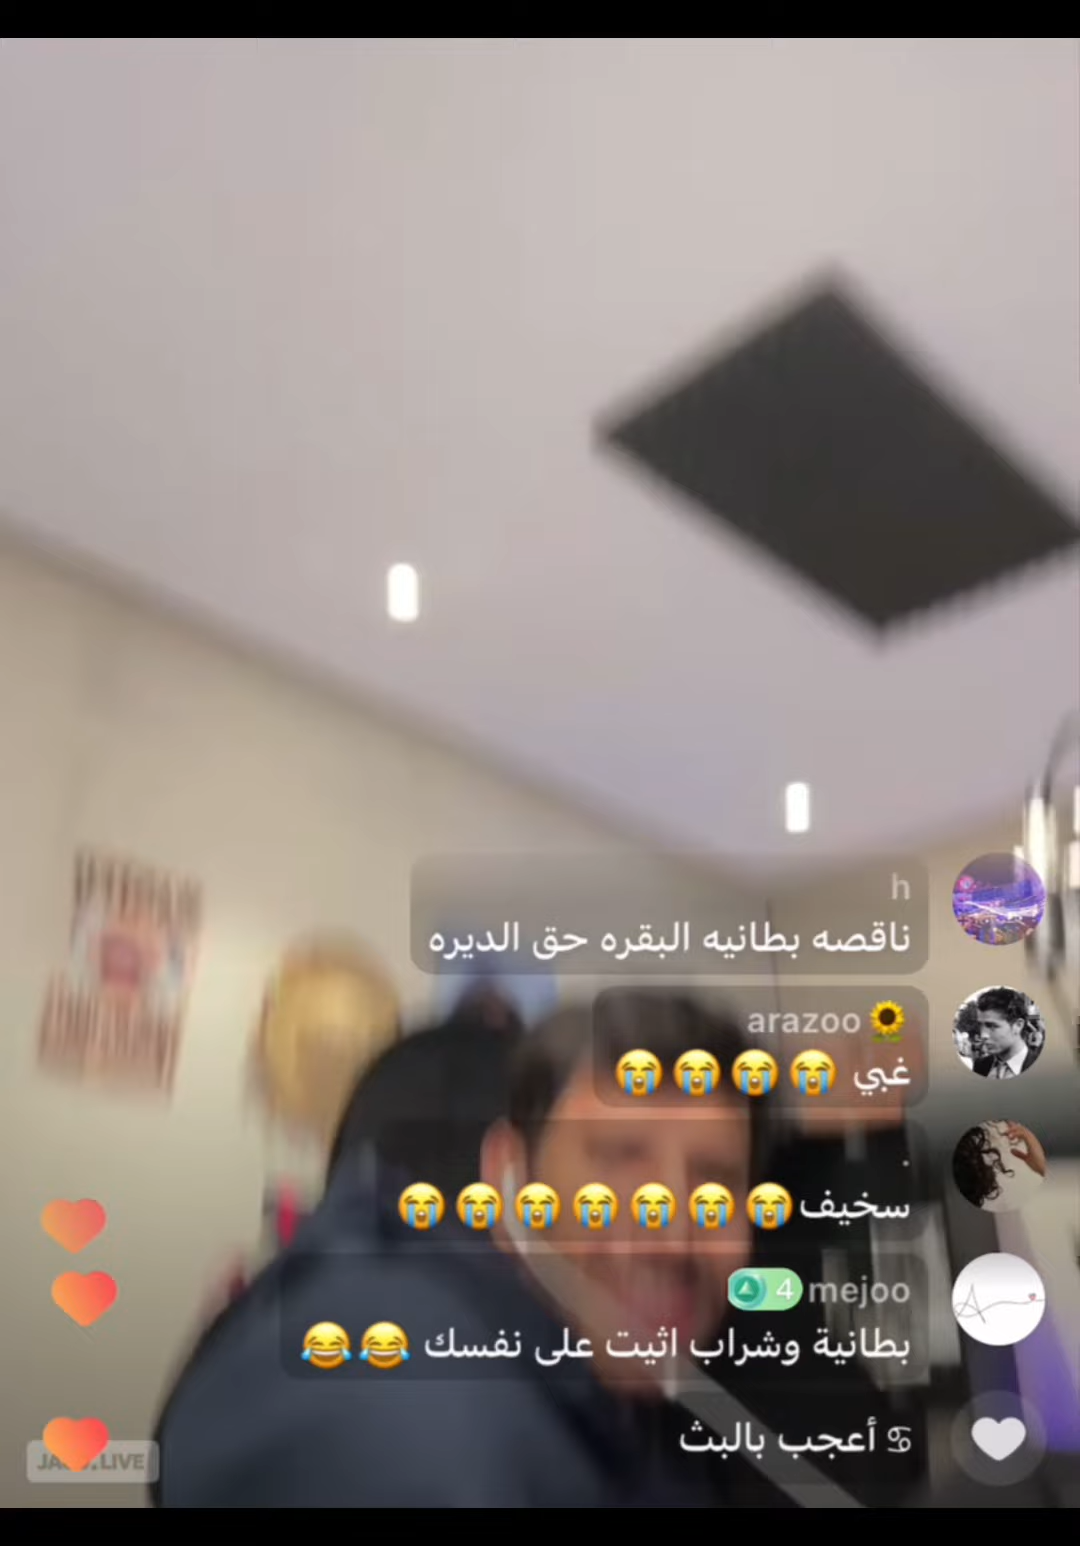 h
ناقصه بطانيه البقره حق الديره
arazoo🌻
غبي 😭😭😭😭
.
سخيف😭😭😭😭😭😭😭
4 mejoo
بطانية وشراب اثيت على نفسك 😂😂
♋ أعجب بالبث